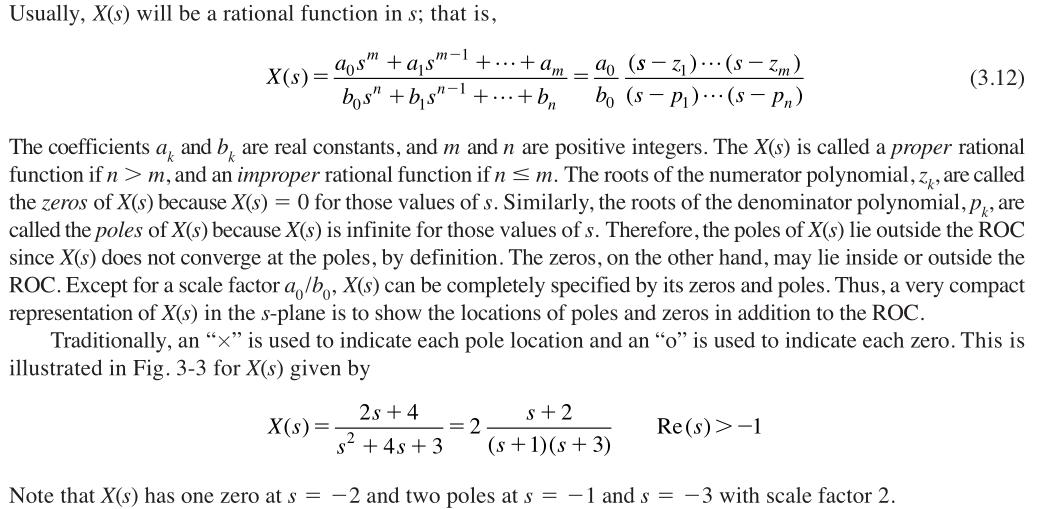 Usually, X(s) will be a rational function in s; that is,
X(s) = \frac{a_0 s^m + a_1 s^{m-1} + \cdots + a_m}{b_0 s^n + b_1 s^{n-1} + \cdots + b_n} = \frac{a_0}{b_0} \frac{(s - z_1) \cdots (s - z_m)}{(s - p_1) \cdots (s - p_n)} (3.12)
The coefficients a_k and b_k are real constants, and m and n are positive integers. The X(s) is called a proper rational
function if n > m, and an improper rational function if n ≤ m. The roots of the numerator polynomial, z_k, are called
the zeros of X(s) because X(s) = 0 for those values of s. Similarly, the roots of the denominator polynomial, p_k, are
called the poles of X(s) because X(s) is infinite for those values of s. Therefore, the poles of X(s) lie outside the ROC
since X(s) does not converge at the poles, by definition. The zeros, on the other hand, may lie inside or outside the
ROC. Except for a scale factor a_0/b_0, X(s) can be completely specified by its zeros and poles. Thus, a very compact
representation of X(s) in the s-plane is to show the locations of poles and zeros in addition to the ROC.
Traditionally, an “×” is used to indicate each pole location and an “o” is used to indicate each zero. This is
illustrated in Fig. 3-3 for X(s) given by
X(s) = \frac{2s + 4}{s^2 + 4s + 3} = 2 \frac{s + 2}{(s + 1)(s + 3)} Re(s) > −1
Note that X(s) has one zero at s = −2 and two poles at s = −1 and s = −3 with scale factor 2.